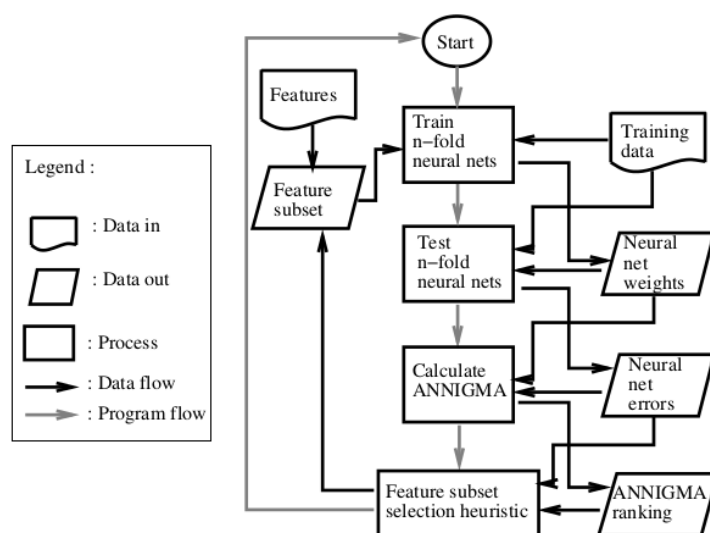 Start
Features
Train
n−fold
neural nets
Training
data
Legend :
Feature
subset
: Data in
Test
n−fold
neural nets
Neural
net
weights
: Data out
: Process
Calculate
ANNIGMA
Neural
net
errors
: Data flow
: Program flow
Feature subset
selection heuristic
ANNIGMA
ranking